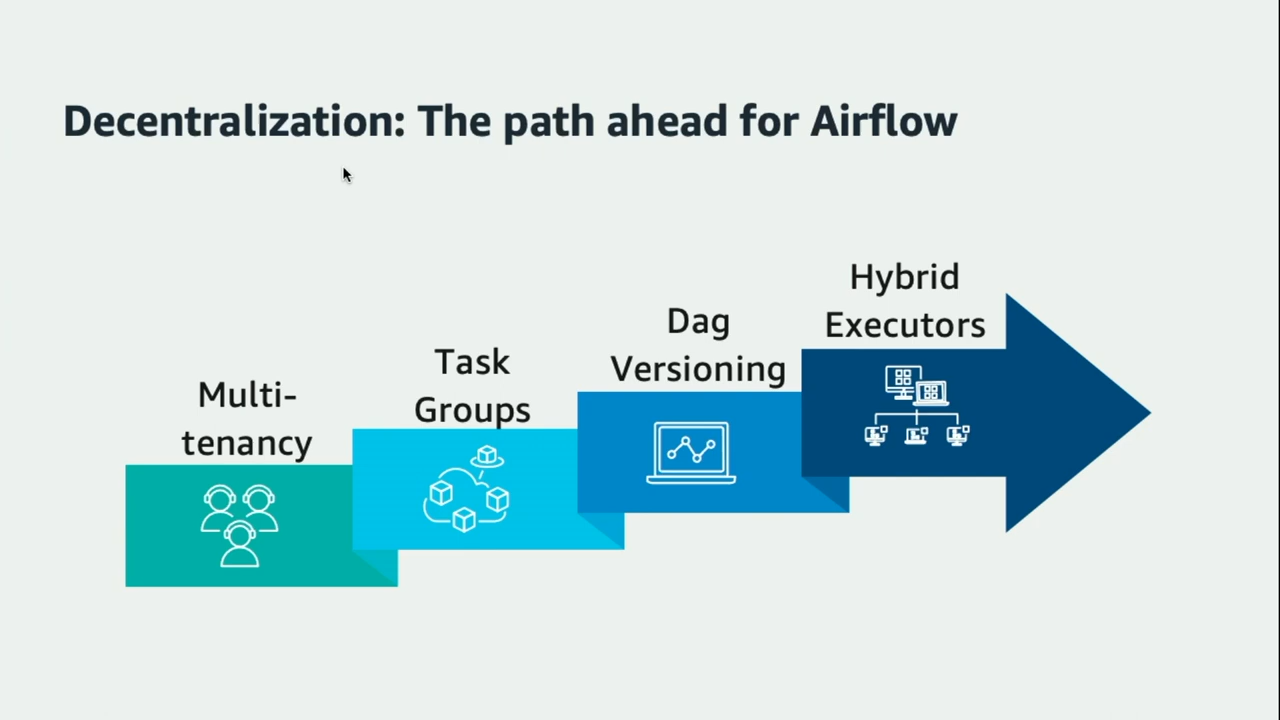 Decentralization: The path ahead for Airflow
Multi-
tenancy
Task
Groups
Dag
Versioning
Hybrid
Executors